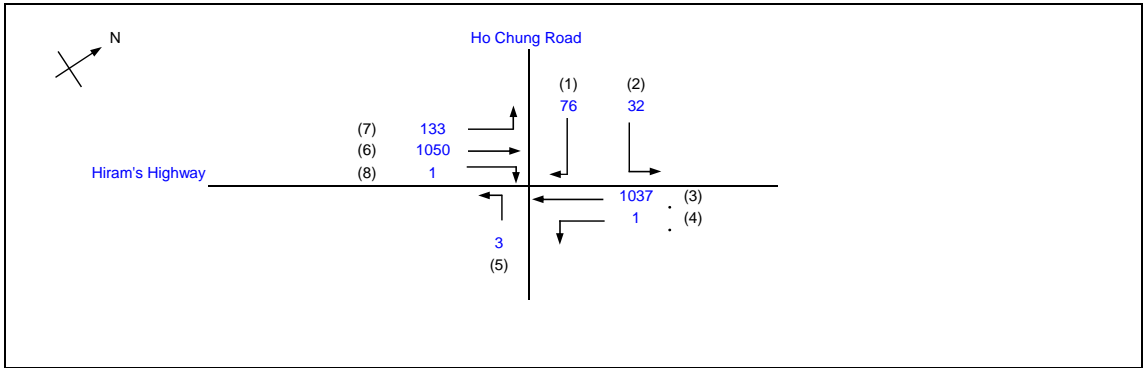 N
Ho Chung Road
(1) (2)
76 32
(7) 133
(6) 1050
Hiram's Highway (8) 1
1037 . (3)
1 . (4)
3
(5)